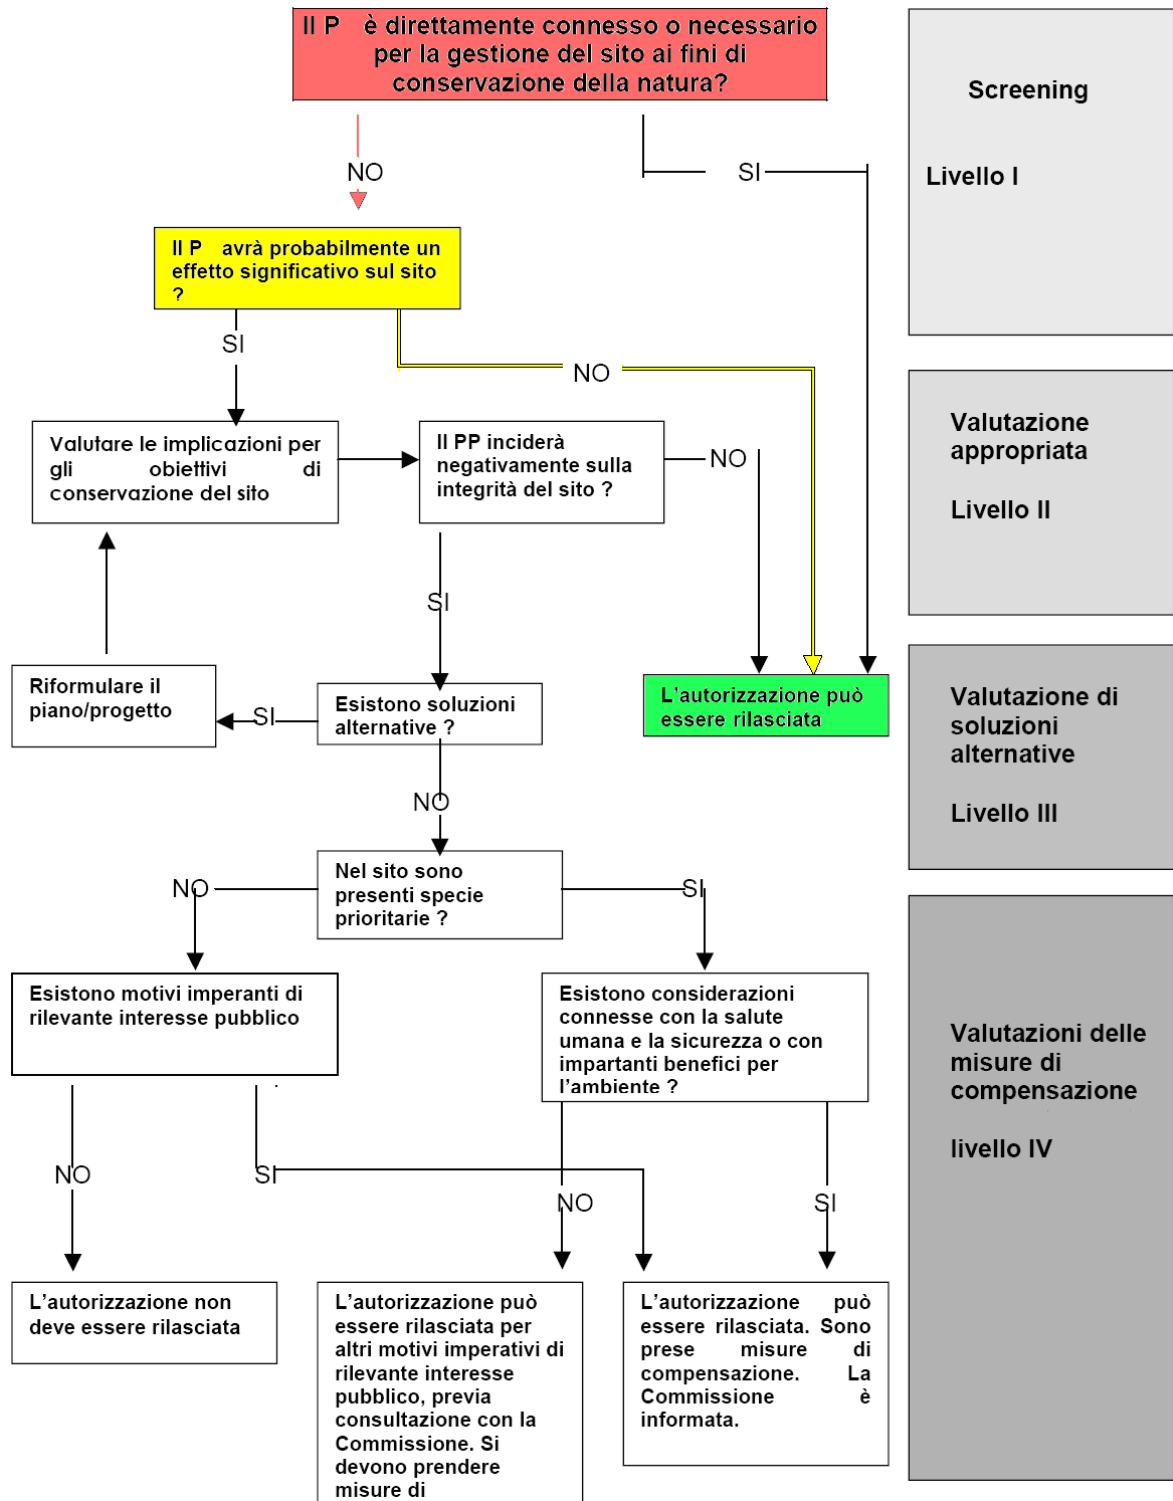 Il P è direttamente connesso o necessario
per la gestione del sito ai fini di
conservazione della natura?
Screening
Livello I
NO
SI
Il P avrà probabilmente un
effetto significativo sul sito
?
SI
NO
Valutare le implicazioni per
gli obiettivi di
conservazione del sito
Il PP inciderà
negativamente sulla
integrità del sito ?
NO
Valutazione
appropriata
Livello II
SI
Riformulare il
piano/progetto
SI
Esistono soluzioni
alternative ?
L'autorizzazione può
essere rilasciata
Valutazione di
soluzioni
alternative
Livello III
NO
Nel sito sono
presenti specie
prioritarie ?
NO
SI
Esistono motivi imperanti di
rilevante interesse pubblico
Esistono considerazioni
connesse con la salute
umana e la sicurezza o con
impartanti benefici per
l'ambiente ?
Valutazioni delle
misure di
compensazione
livello IV
NO
SI
NO
SI
L'autorizzazione non
deve essere rilasciata
L'autorizzazione può
essere rilasciata per
altri motivi imperativi di
rilevante interesse
pubblico, previa
consultazione con la
Commissione. Si
devono prendere
misure di
L'autorizzazione può
essere rilasciata. Sono
prese misure di
compensazione. La
Commissione è
informata.